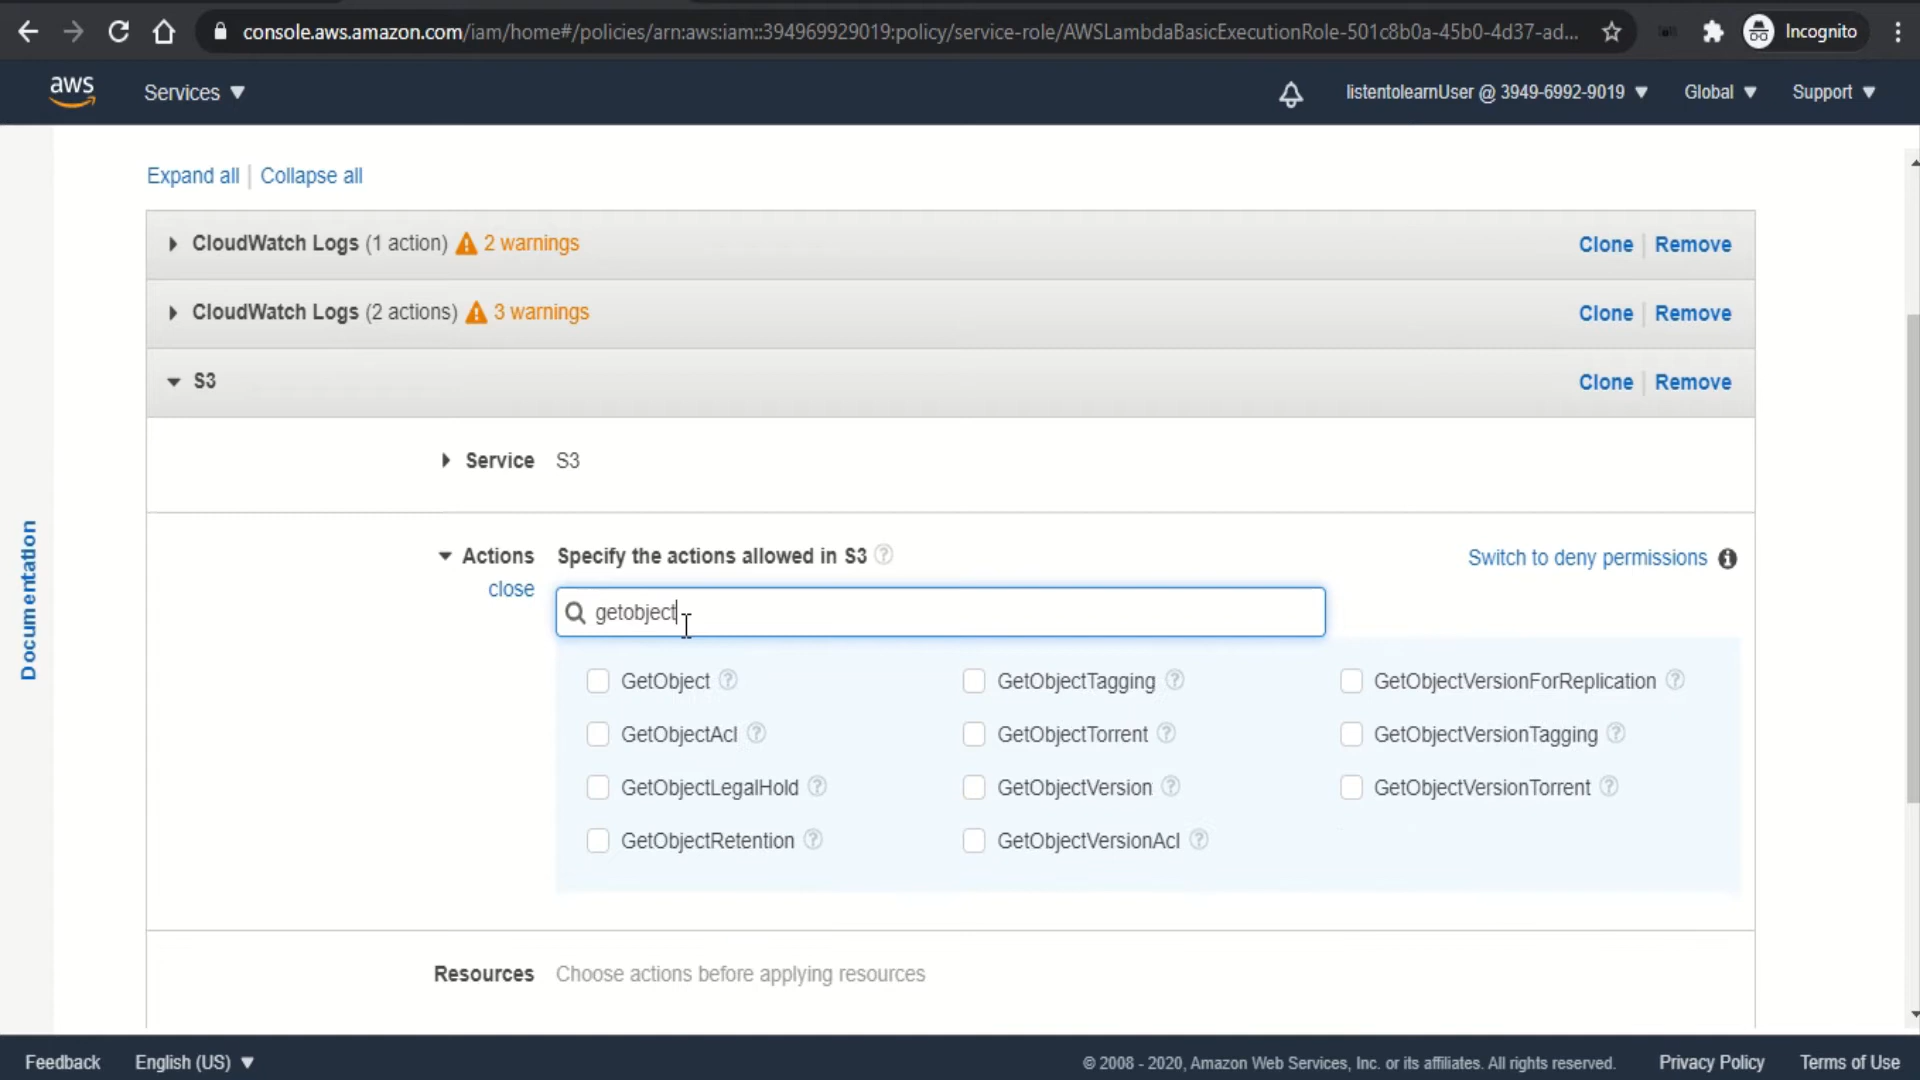 console.aws.amazon.com/iam/home#/policies/arn:aws:iam::394969929019:policy/service-role/AWSLambdaBasicExecutionRole-501c8b0a-45b0-4d37-ad... Incognito
aws Services listentolearnUser @ 3949-6992-9019 Global Support
Expand all | Collapse all
CloudWatch Logs (1 action) 2 warnings Clone | Remove
CloudWatch Logs (2 actions) 3 warnings Clone | Remove
S3 Clone | Remove
Service S3
Actions Specify the actions allowed in S3 Switch to deny permissions
close
getobject
GetObject GetObjectTagging GetObjectVersionForReplication
GetObjectAcl GetObjectTorrent GetObjectVersionTagging
GetObjectLegalHold GetObjectVersion GetObjectVersionTorrent
GetObjectRetention GetObjectVersionAcl
Resources Choose actions before applying resources
Documentation
Feedback English (US) © 2008 - 2020, Amazon Web Services, Inc. or its affiliates. All rights reserved. Privacy Policy Terms of Use